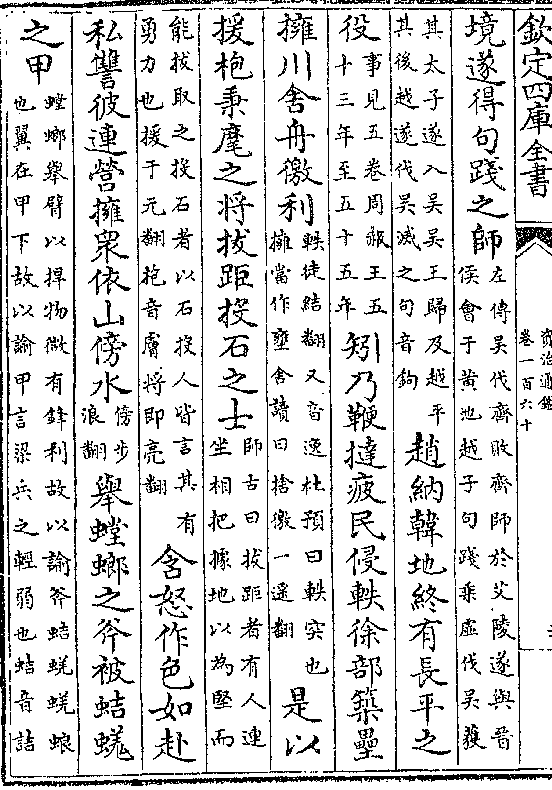 欽定四庫全書
資治通鑑
卷一百六十
境遂得句踐之師
左傳吳伐齊敗齊師於艾陵遂與晉
侯會于黃地越子句踐乘虛伐吳獲
其太子遂入吳吳王歸及越平
其後越遂伐吳滅之句音鉤
趙納韓地終有長平之
役
事見五卷周赧王五
十三年至五十五年
矧乃鞭撻疲民侵軼徐部築壘
擁川舍舟徼利
軼徒結翻又音逸杜預曰軼突也
擁當作壅舍讀曰捨徼一遙翻
是以
援枹秉麾之將拔距投石之士
師古曰拔距者有人連
坐相把據地以為堅而
能拔取之投石者以石投人皆言其有
勇力也援于元翻枹音膚將即亮翻
含怒作色如赴
私讐彼連營擁衆依山傍水
傍步
浪翻
舉螳螂之斧被蛣蜣
之甲
螳螂舉臂以捍物微有鋒利故以諭斧蛣蜣蜣蜋
也翼在甲下故以諭甲言梁兵之輕弱也蛣音詰